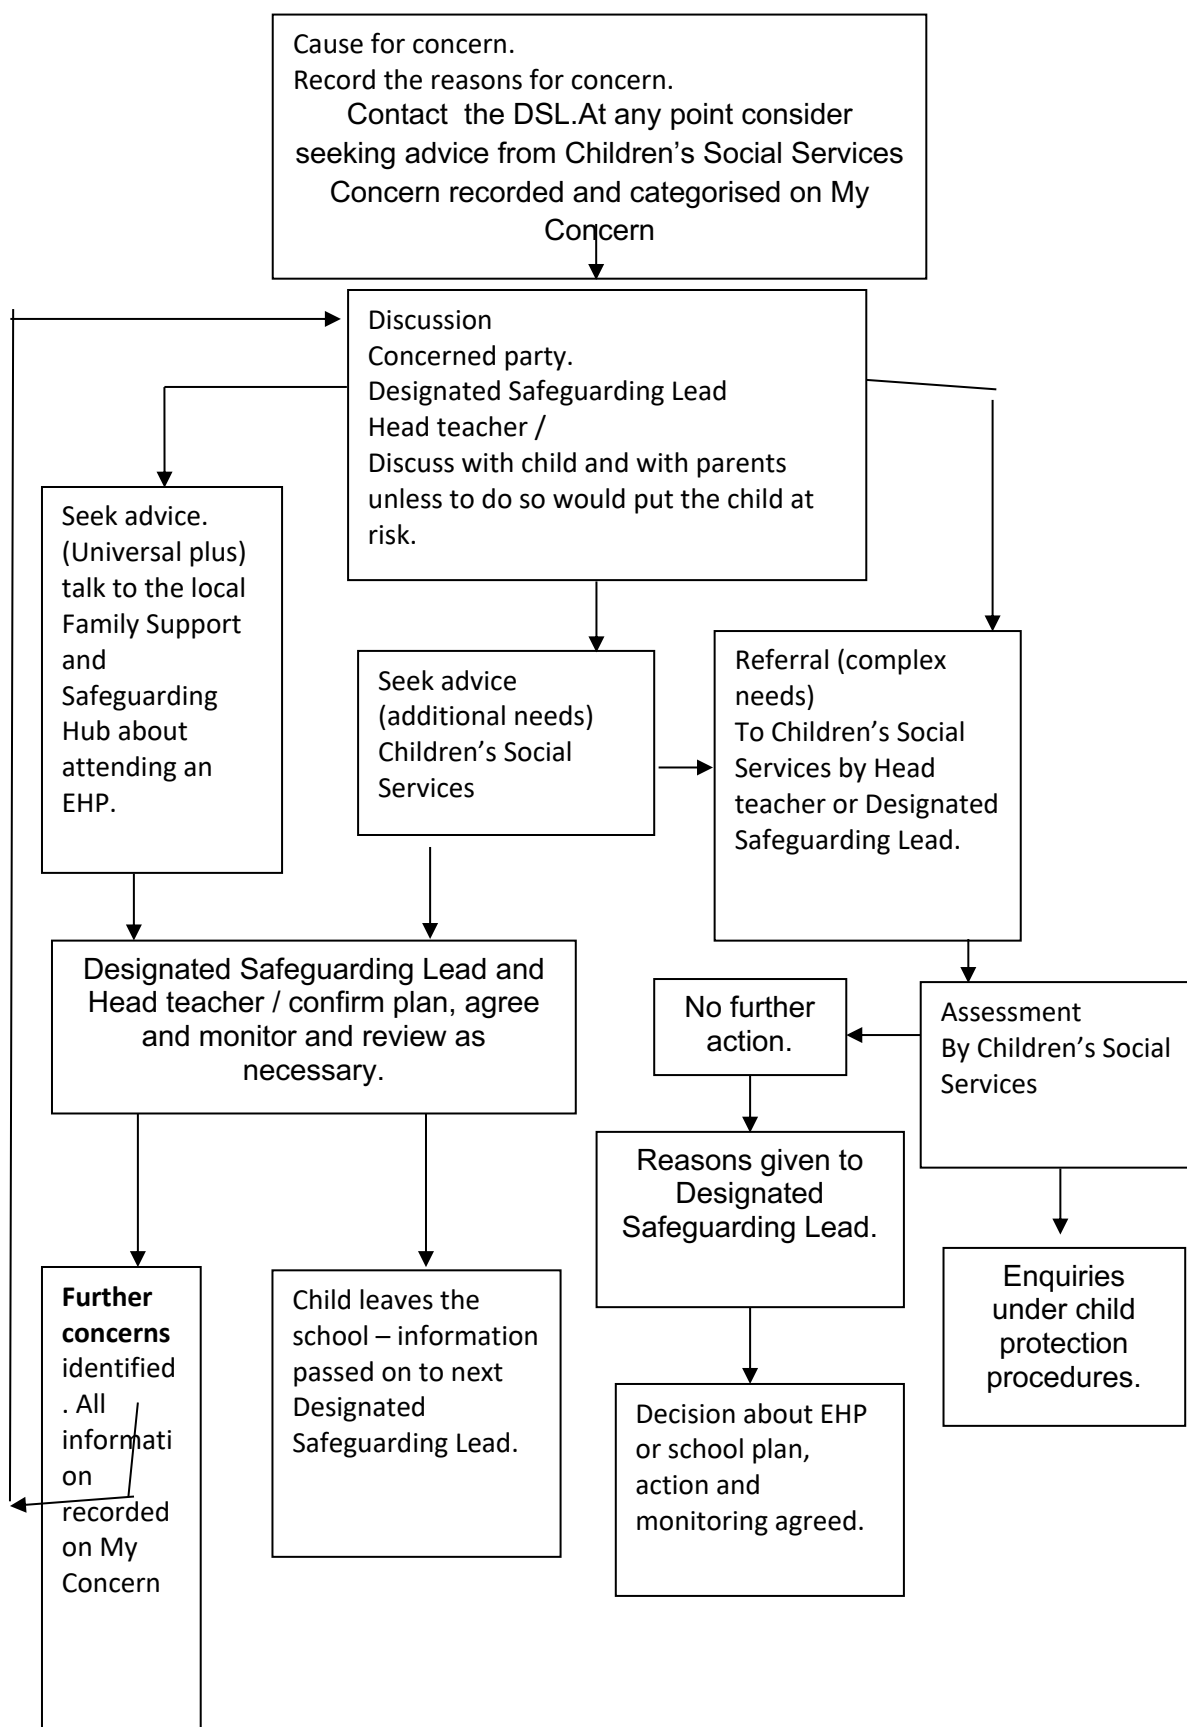 Cause for concern.
Record the reasons for concern.
Contact  the DSL.At any point consider
seeking advice from Children’s Social Services
Concern recorded and categorised on My
Concern
Discussion
Concerned party.
Designated Safeguarding Lead
Head teacher /
Discuss with child and with parents
unless to do so would put the child at
risk.
Seek advice.
(Universal plus)
talk to the local
Family Support
and
Safeguarding
Hub about
attending an
EHP.
Seek advice
(additional needs)
Children’s Social
Services
Referral (complex
needs)
To Children’s Social
Services by Head
teacher or Designated
Safeguarding Lead.
Designated Safeguarding Lead and
Head teacher / confirm plan, agree
and monitor and review as
necessary.
No further
action.
Assessment
By Children’s Social
Services
Reasons given to
Designated
Safeguarding Lead.
Enquiries
under child
protection
procedures.
Further
concerns
identified
. All
informati
on
recorded
on My
Concern
Child leaves the
school – information
passed on to next
Designated
Safeguarding Lead.
Decision about EHP
or school plan,
action and
monitoring agreed.